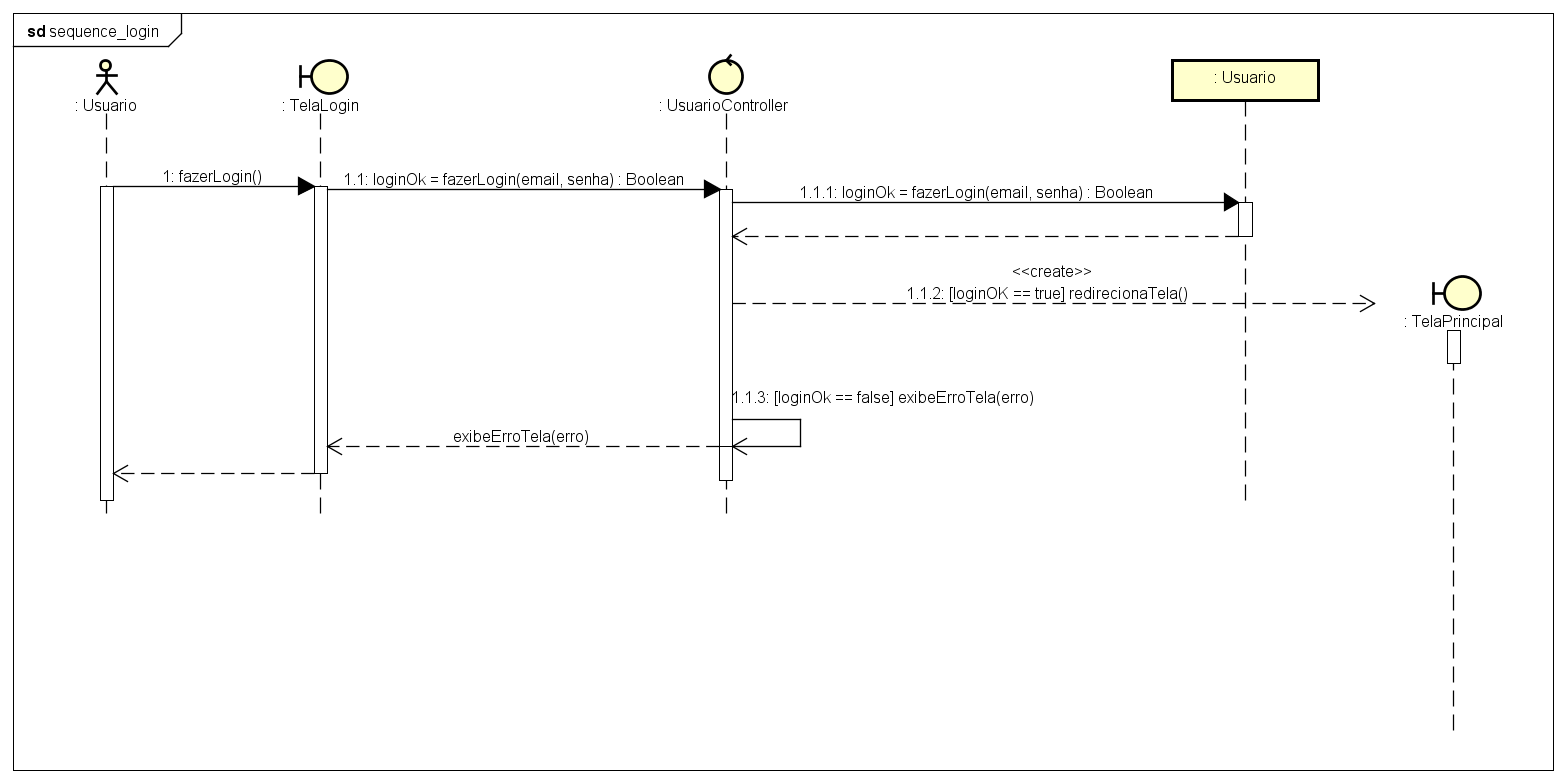 sd sequence_login
: Usuario
: TelaLogin
: UsuarioController
: Usuario
1: fazerLogin()
1.1: loginOk = fazerLogin(email, senha) : Boolean
1.1.1: loginOk = fazerLogin(email, senha) : Boolean
<<create>>
1.1.2: [loginOK == true] redirecionaTela()
: TelaPrincipal
1.1.3: [loginOk == false] exibeErroTela(erro)
exibeErroTela(erro)